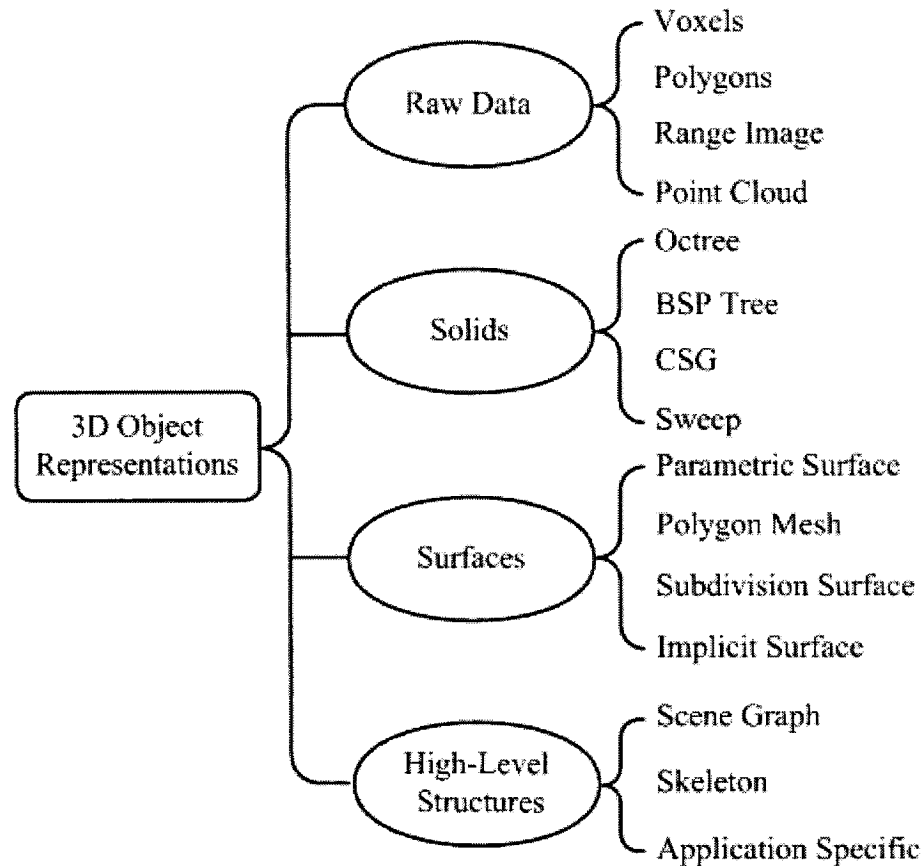 3D Object
Representations
Raw Data
Voxels
Polygons
Range Image
Point Cloud
Solids
Octree
BSP Tree
CSG
Sweep
Surfaces
Parametric Surface
Polygon Mesh
Subdivision Surface
Implicit Surface
High-Level
Structures
Scene Graph
Skeleton
Application Specific